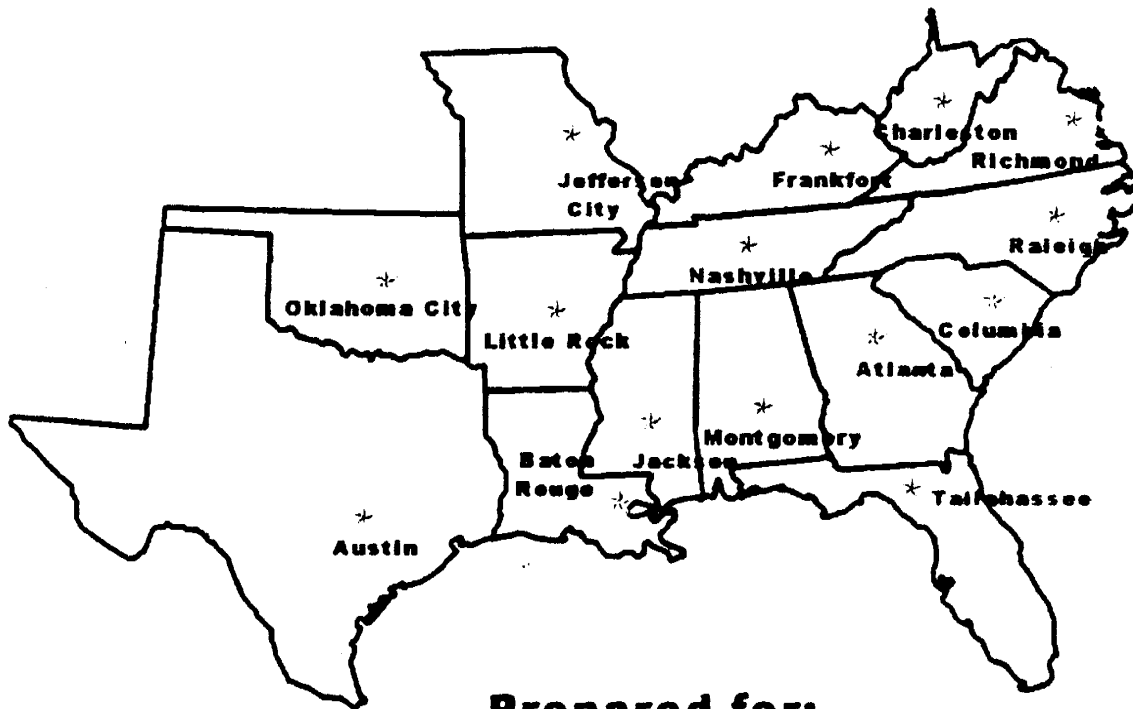 Charleston
Richmond
Jefferson
City
Frankfort
Raleigh
Nashville
Oklahoma City
Little Rock
Columbia
Atlanta
Montgomery
Baton
Rouge
Jackson
Tallahassee
Austin
Prepared for: